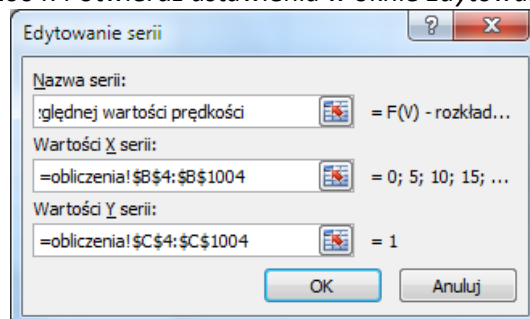 Edytowanie serii
Nazwa serii:
:ględnej wartości prędkości = F(V) - rozkład...
Wartości X serii:
=obliczenia!$B$4:$B$1004 = 0; 5; 10; 15; ...
Wartości Y serii:
=obliczenia!$C$4:$C$1004 = 1
OK Anuluj